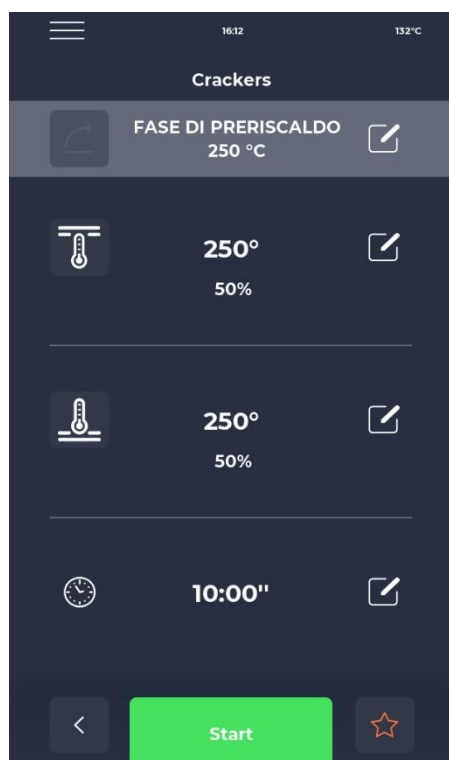 16:12
132°C
Crackers
FASE DI PRERISCALDO
250 °C
250°
50%
250°
50%
10:00"
Start